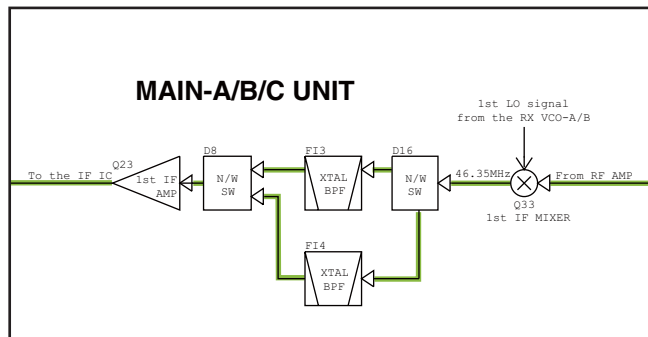 MAIN-A/B/C UNIT
1st LO signal
from the RX VCO-A/B
Q23
To the IF IC
1st IF
AMP
D8
N/W
SW
FI3
XTAL
BPF
D16
N/W
SW
46.35MHz
From RF AMP
Q33
1st IF MIXER
FI4
XTAL
BPF